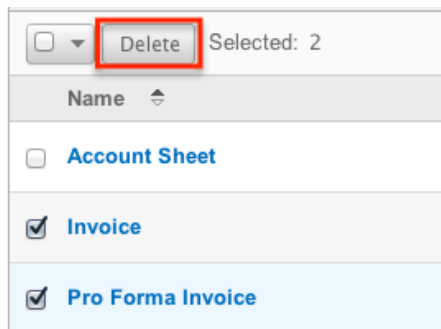 Delete Selected: 2
Name
Account Sheet
Invoice
Pro Forma Invoice